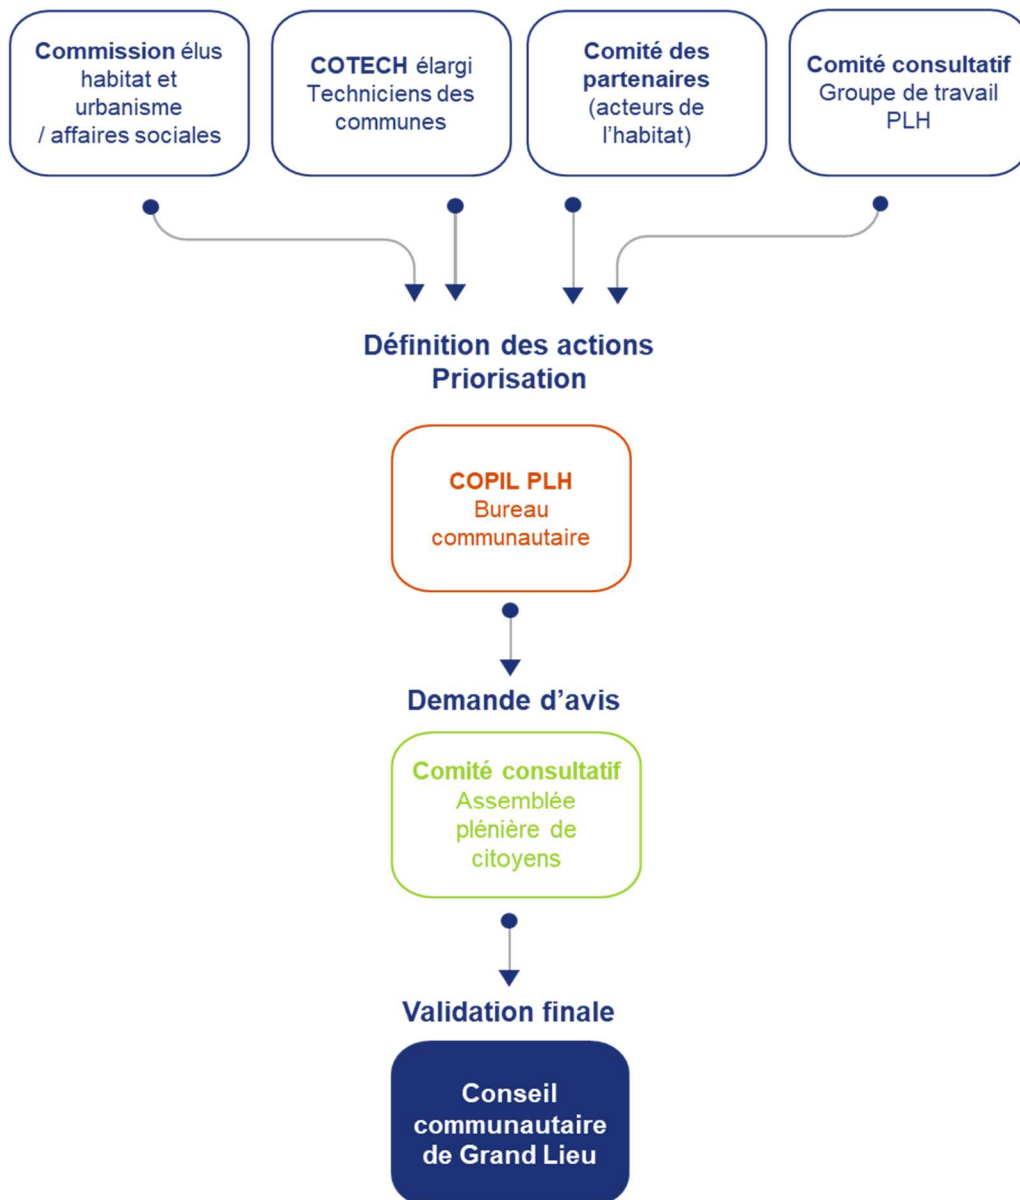 Commission élus
habitat et
urbanisme
/ affaires sociales
COTECH élargi
Techniciens des
communes
Comité des
partenaires
(acteurs de
l’habitat)
Comité consultatif
Groupe de travail
PLH
Définition des actions
Priorisation
COPIL PLH
Bureau
communautaire
Demande d’avis
Comité consultatif
Assemblée
plénière de
citoyens
Validation finale
Conseil
communautaire
de Grand Lieu